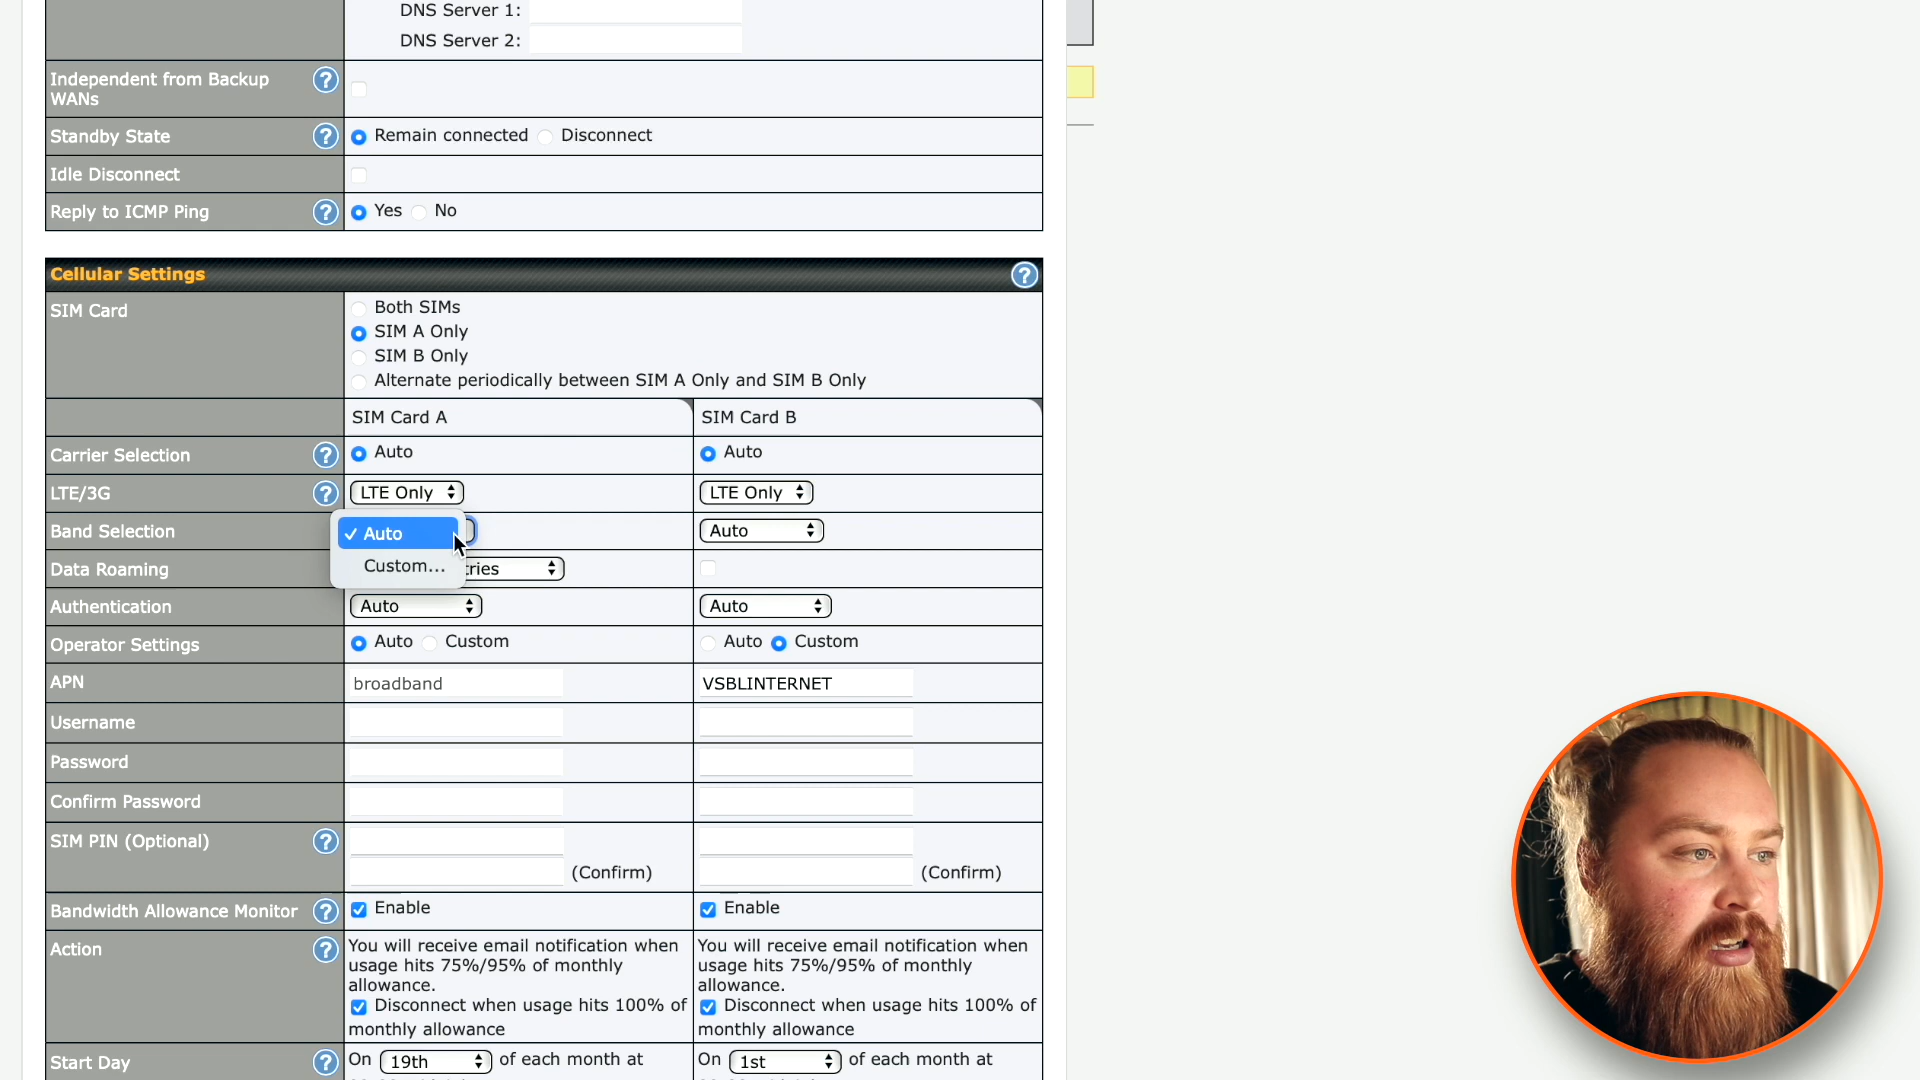 DNS Server 1:
DNS Server 2:
Independent from Backup
WANs
Standby State
Remain connected Disconnect
Idle Disconnect
Reply to ICMP Ping
Yes No
Cellular Settings
SIM Card
Both SIMs
SIM A Only
SIM B Only
Alternate periodically between SIM A Only and SIM B Only
SIM Card A SIM Card B
Carrier Selection Auto Auto
LTE/3G LTE Only LTE Only
Band Selection ✓ Auto Auto
Custom...
Data Roaming
Authentication Auto Auto
Operator Settings Auto Custom Auto Custom
APN broadband VSBLINTERNET
Username
Password
Confirm Password
SIM PIN (Optional)
(Confirm) (Confirm)
Bandwidth Allowance Monitor Enable Enable
Action
You will receive email notification when
usage hits 75%/95% of monthly
allowance.
Disconnect when usage hits 100% of
monthly allowance
You will receive email notification when
usage hits 75%/95% of monthly
allowance.
Disconnect when usage hits 100% of
monthly allowance
Start Day On 19th of each month at On 1st of each month at